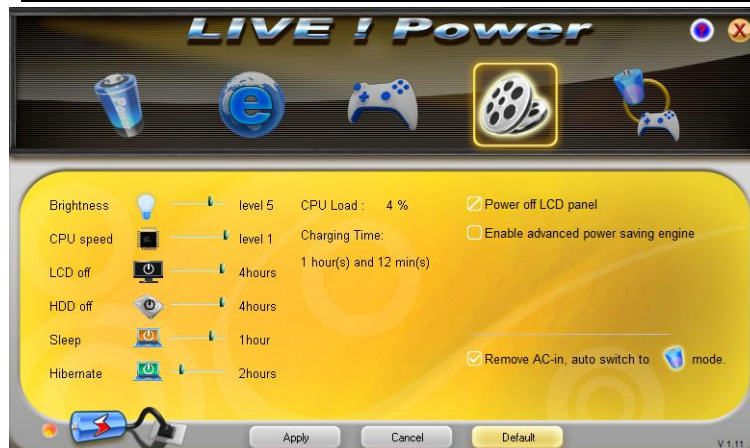 LIVE ! Power
Brightness level 5 CPU Load : 4 % Power off LCD panel
CPU speed level 1 Charging Time: Enable advanced power saving engine
LCD off 4hours 1 hour(s) and 12 min(s)
HDD off 4hours
Sleep 1hour
Hibernate 2hours Remove AC-in, auto switch to mode.
Apply Cancel Default
V 1.11